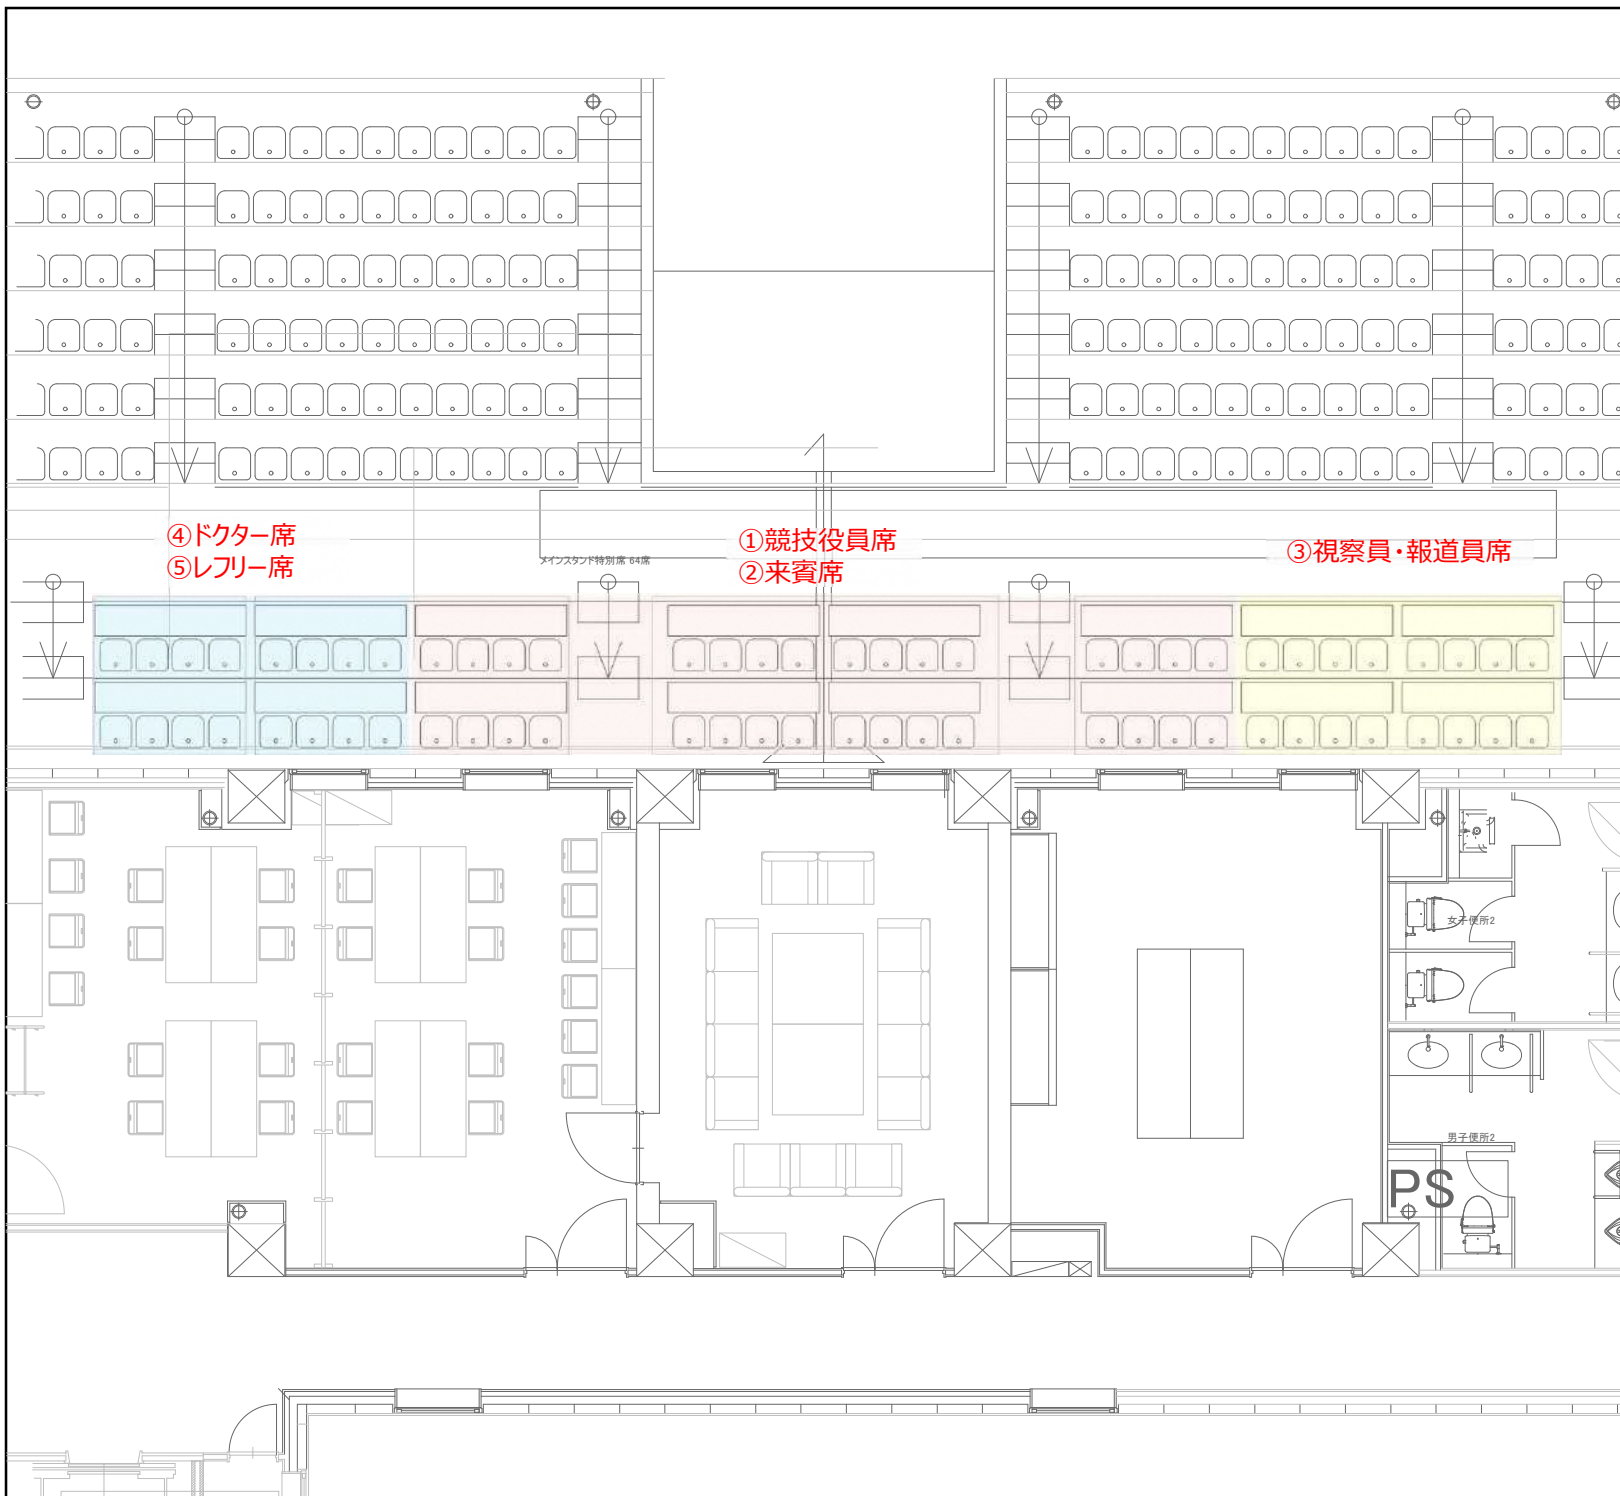 ④ドクター席
⑤レフリー席
①競技役員席
②来賓席
③視察員・報道員席
メインスタンド特別席 64席
女子便所2
男子便所2
PS